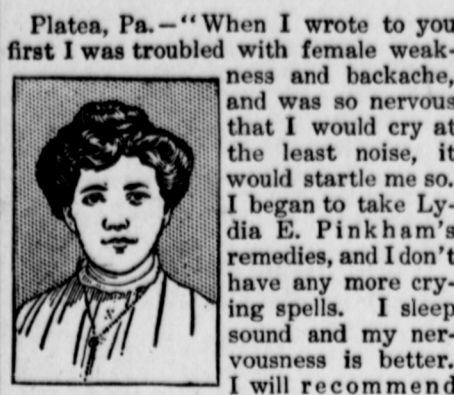 Platea, Pa.—"When I wrote to you
first I was troubled with female weak-
ness and backache,
and was so nervous
that I would cry at
the least noise, it
would startle me so.
I began to take Ly-
dia E. Pinkham's
remedies, and I don't
have any more cry-
ing spells. I sleep
sound and my ner-
vousness is better.
I will recommend